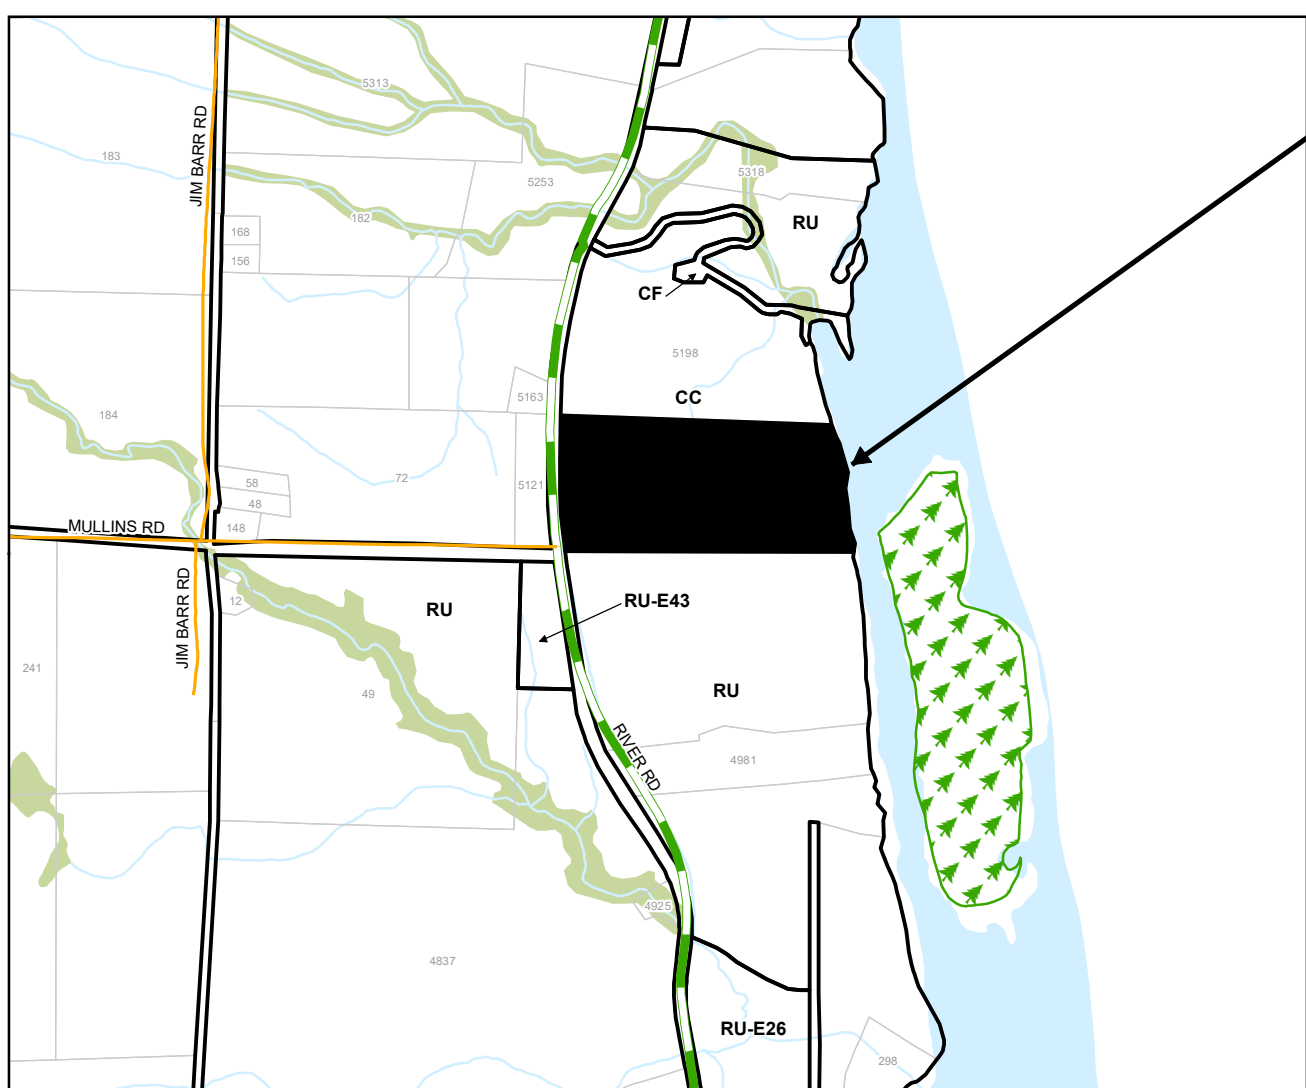 5313
JIM BARR RD
183
5318
5253
182
RU
168
156
CF
5198
5163
CC
184
58
72
5121
48
MULLINS RD
148
JIM BARR RD
12
RU
RU-E43
241
49
RU
RIVER RD
4981
4925
4837
RU-E26
298